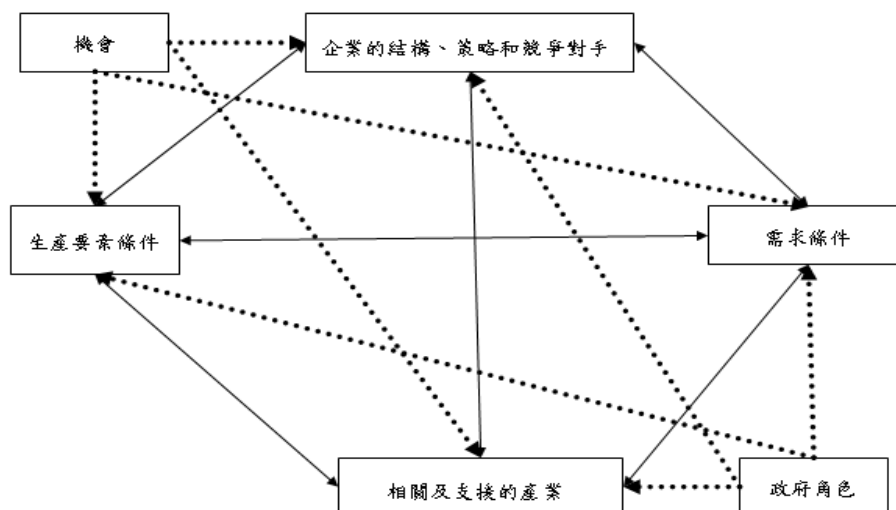 機會
企業的結構、策略和競爭對手
生產要素條件
需求條件
相關及支援的產業
政府角色